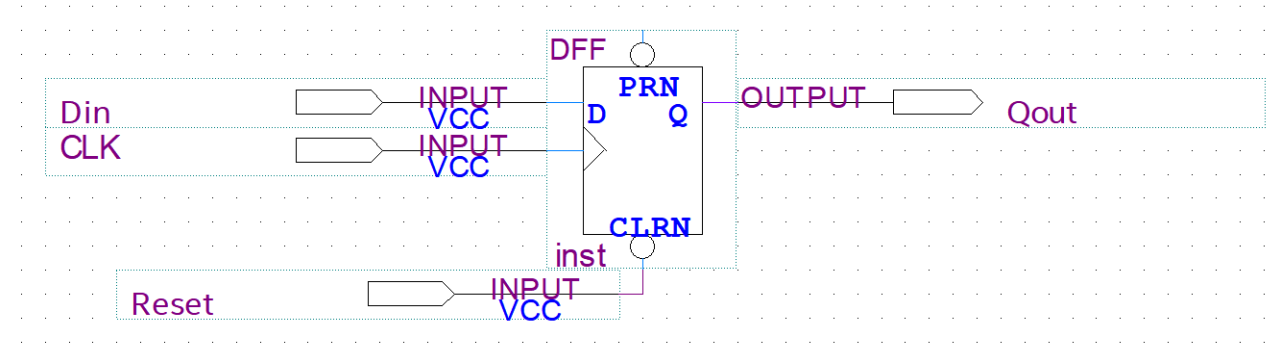 DFF
PRN
Din
INPUT
VCC
D
Q
OUTPUT
Qout
CLK
INPUT
VCC
CLRN
inst
Reset
INPUT
VCC